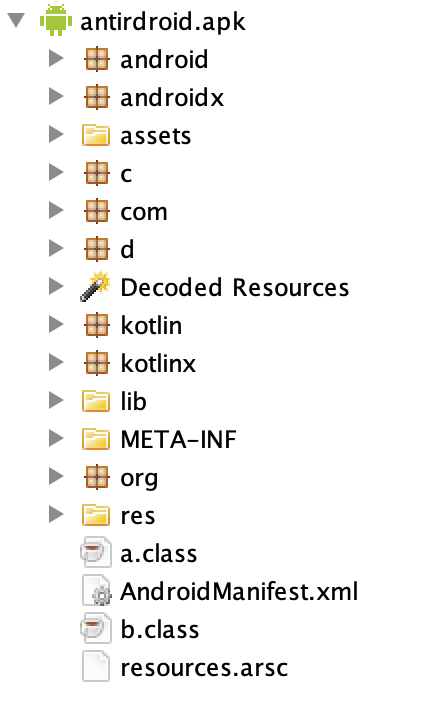 antirdroid.apk
android
androidx
assets
c
com
d
Decoded Resources
kotlin
kotlinx
lib
META-INF
org
res
a.class
AndroidManifest.xml
b.class
resources.arsc